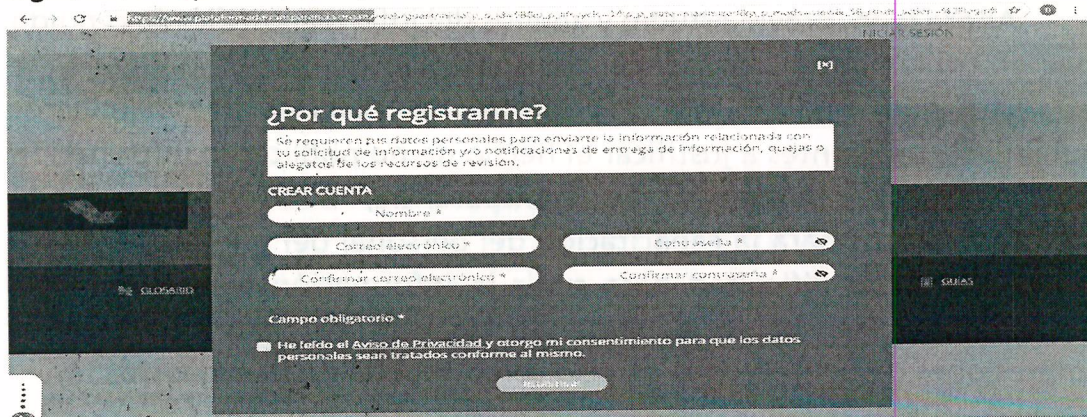 INICIAR SESIÓN
[×]
¿Por qué registrarme?
Se requieren tus datos personales para enviarte la información relacionada con
tu solicitud de información y/o notificaciones de entrega de información, quejas o
alegatos de los recursos de revisión.
CREAR CUENTA
Nombre *
Correo electrónico * Contraseña *
Confirmar correo electrónico * Confirmar contraseña *
GLOSARIO GUÍAS
Campo obligatorio *
He leído el Aviso de Privacidad y otorgo mi consentimiento para que los datos
personales sean tratados conforme al mismo.